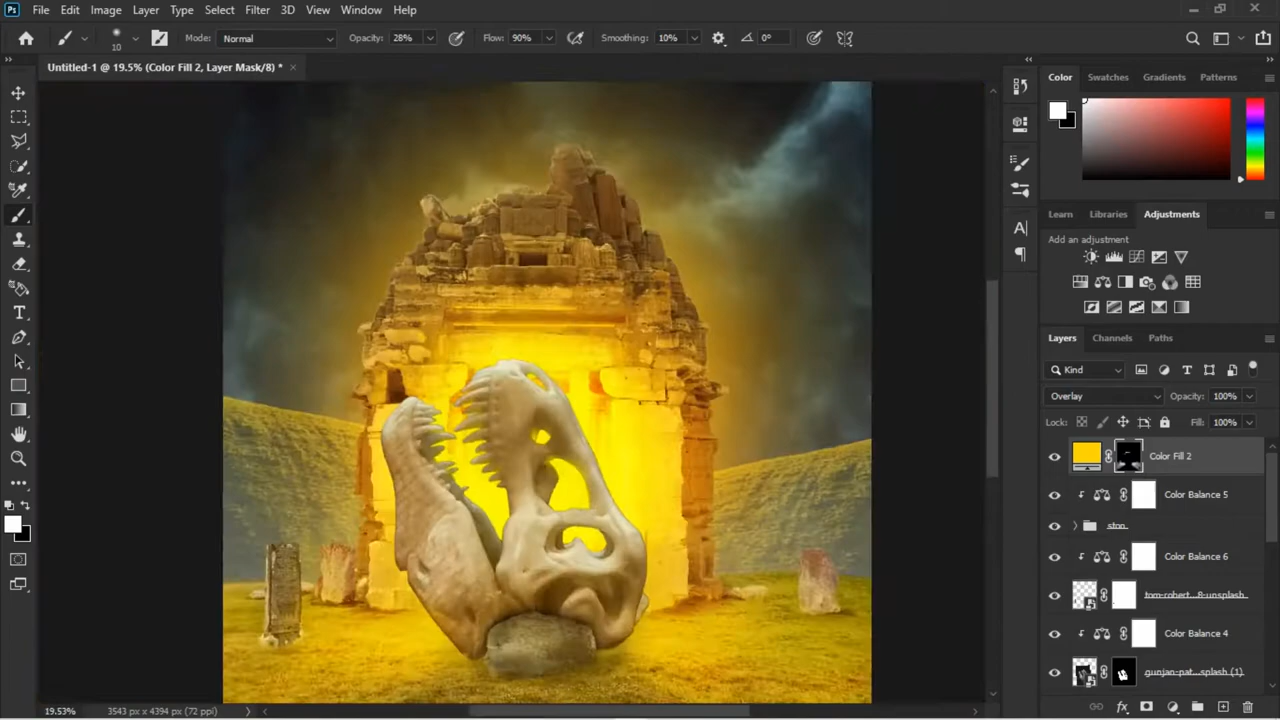 Ps File Edit Image Layer Type Select Filter 3D View Window Help
10 Mode: Normal Opacity: 28% Flow: 90% Smoothing: 10% 0°
Untitled-1 @ 19.5% (Color Fill 2, Layer Mask/8) * ×
Color Swatches Gradients Patterns
Learn Libraries Adjustments
Add an adjustment
Layers Channels Paths
Kind
Overlay Opacity: 100%
Lock: Fill: 100%
Color Fill 2
Color Balance 5
Color Balance 6
tom-robert...8-unsplash
Color Balance 4
gunjan-pat...splash (1)
19.53% 3543 px x 4394 px (72 ppi)